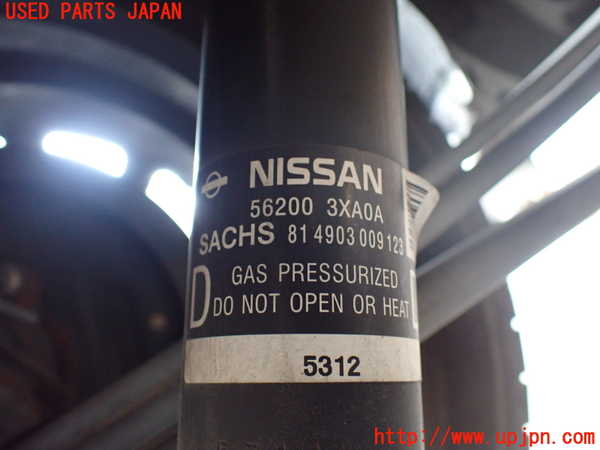 USED PARTS JAPAN
NISSAN
56200 3XA0A
SACHS 81 4903 009 123
D GAS PRESSURIZED
DO NOT OPEN OR HEAT
5312
http://www.upjpn.com/